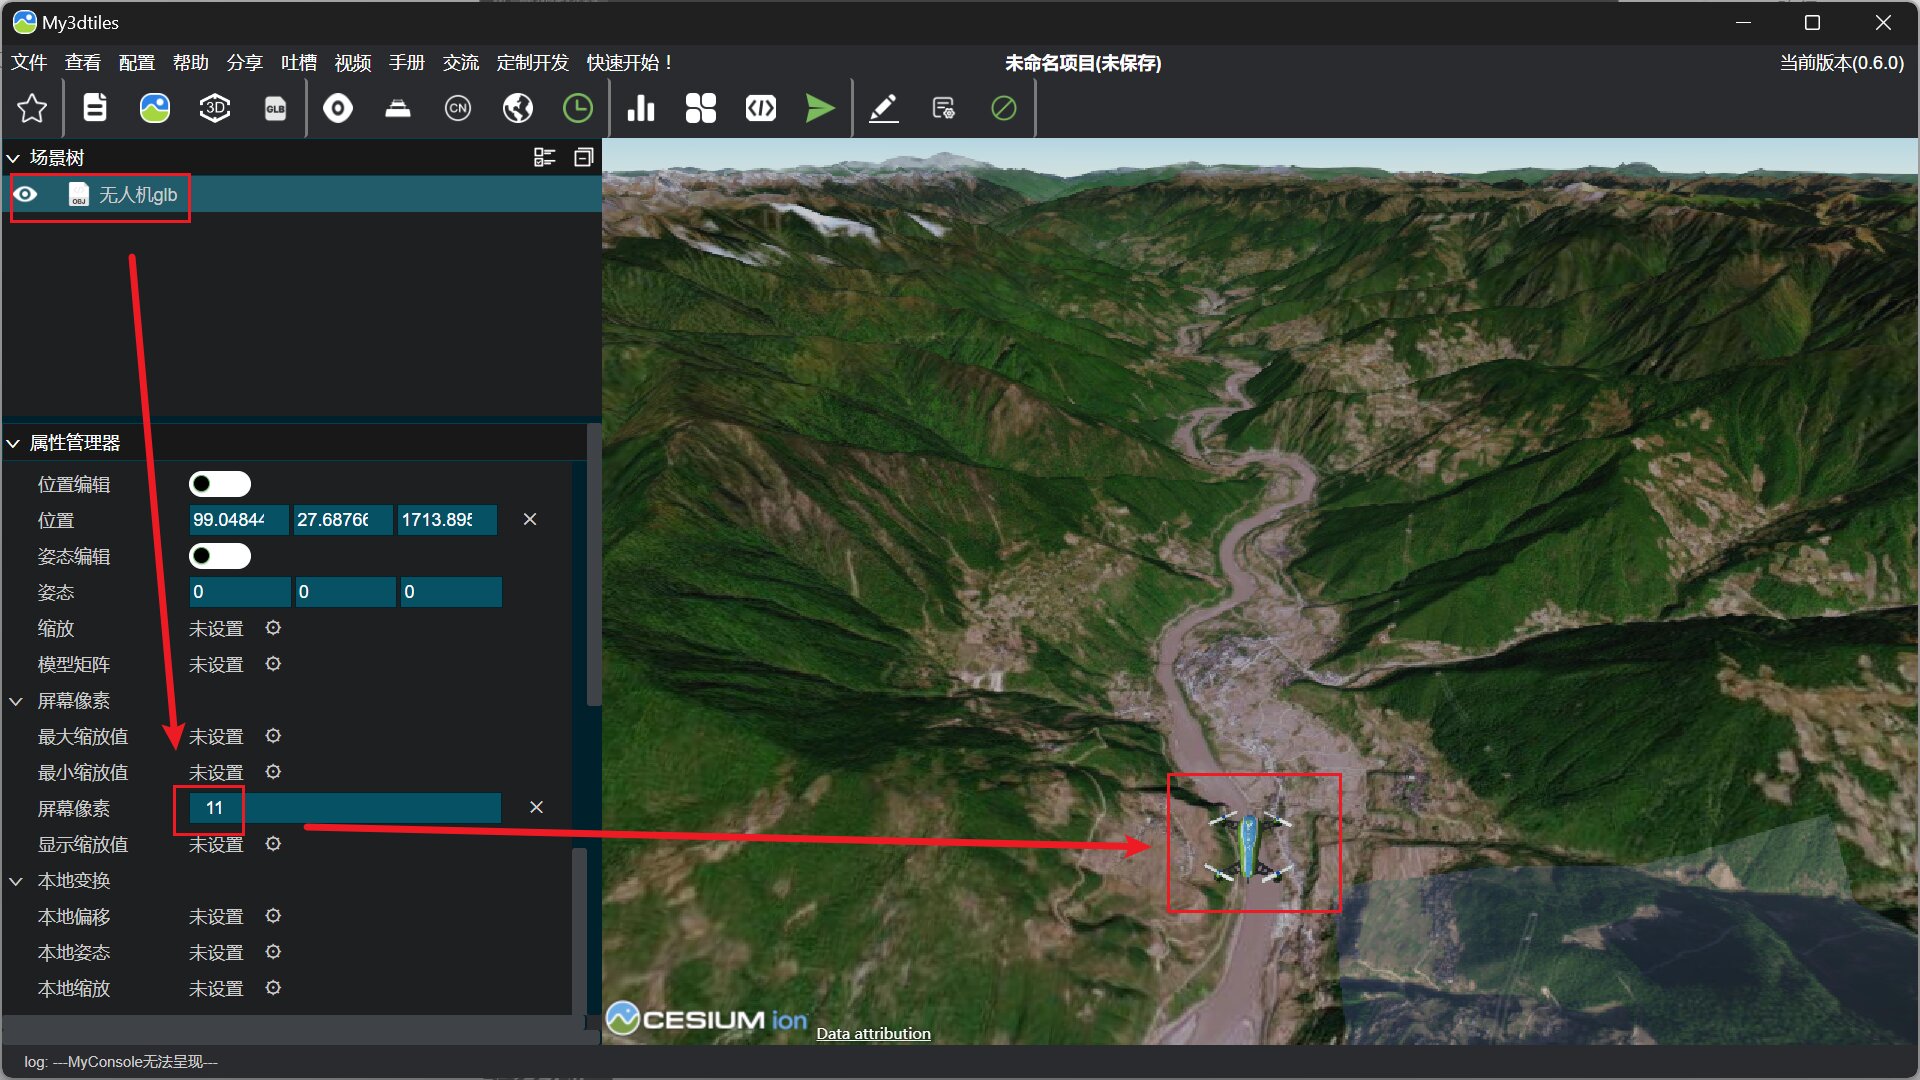 My3dtiles
文件 查看 配置 帮助 分享 吐槽 视频 手册 交流 定制开发 快速开始！ 未命名项目(未保存) 当前版本(0.6.0)
3D GLB CN
场景树
OBJ 无人机glb
属性管理器
位置编辑
位置 99.04844 27.68766 1713.895
姿态编辑
姿态 0 0 0
缩放 未设置
模型矩阵 未设置
屏幕像素
最大缩放值 未设置
最小缩放值 未设置
屏幕像素 11
显示缩放值 未设置
本地变换
本地偏移 未设置
本地姿态 未设置
本地缩放 未设置
CESIUM ion Data attribution
log: ---MyConsole无法呈现---